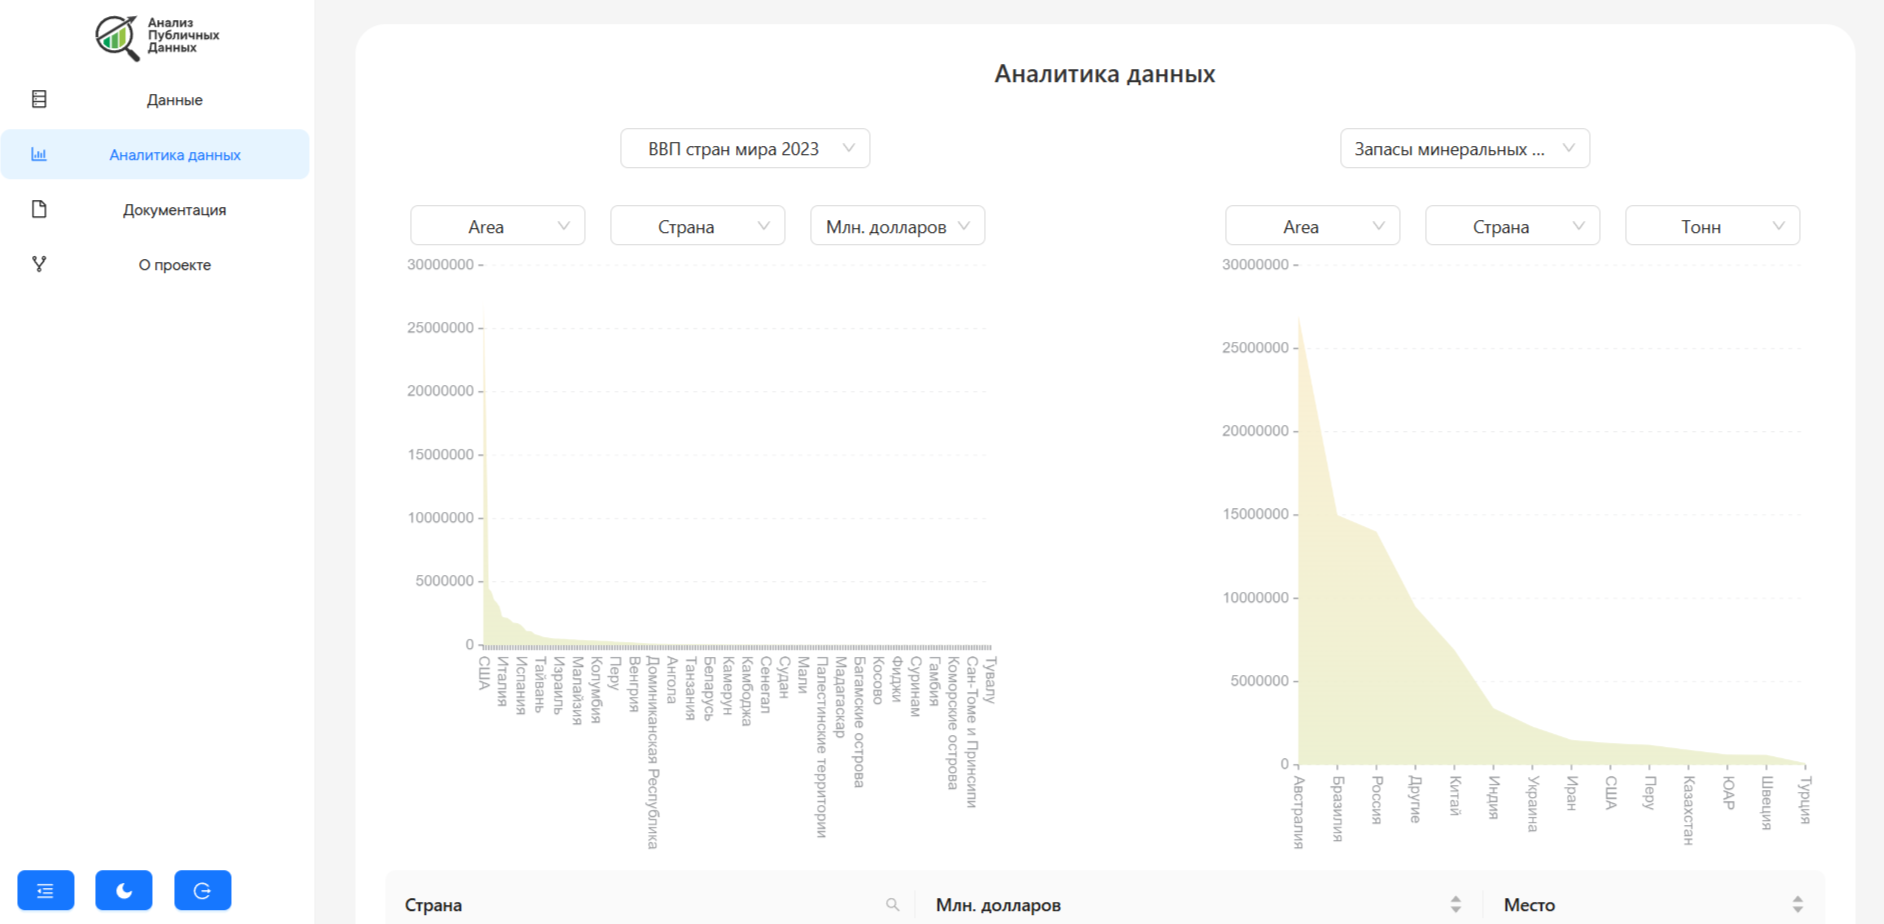 Анализ
Публичных
Данных
Данные
Аналитика данных
Документация
О проекте
Аналитика данных
ВВП стран мира 2023
Area
Страна
Млн. долларов
30000000
25000000
20000000
15000000
10000000
5000000
0
США
Италия
Испания
Тайвань
Израиль
Малайзия
Колумбия
Перу
Венгрия
Доминиканская Республика
Ангола
Танзания
Беларусь
Камерун
Камбоджа
Сенегал
Судан
Мали
Палестинские территории
Мадагаскар
Багамские острова
Косово
Фиджи
Суринам
Гамбия
Коморские острова
Сан-Томе и Принсипи
Тувалу
Запасы минеральных ...
Area
Страна
Тонн
30000000
25000000
20000000
15000000
10000000
5000000
0
Австралия
Бразилия
Россия
Другие
Китай
Индия
Украина
Иран
США
Перу
Казахстан
ЮАР
Швеция
Турция
Страна
Млн. долларов
Место